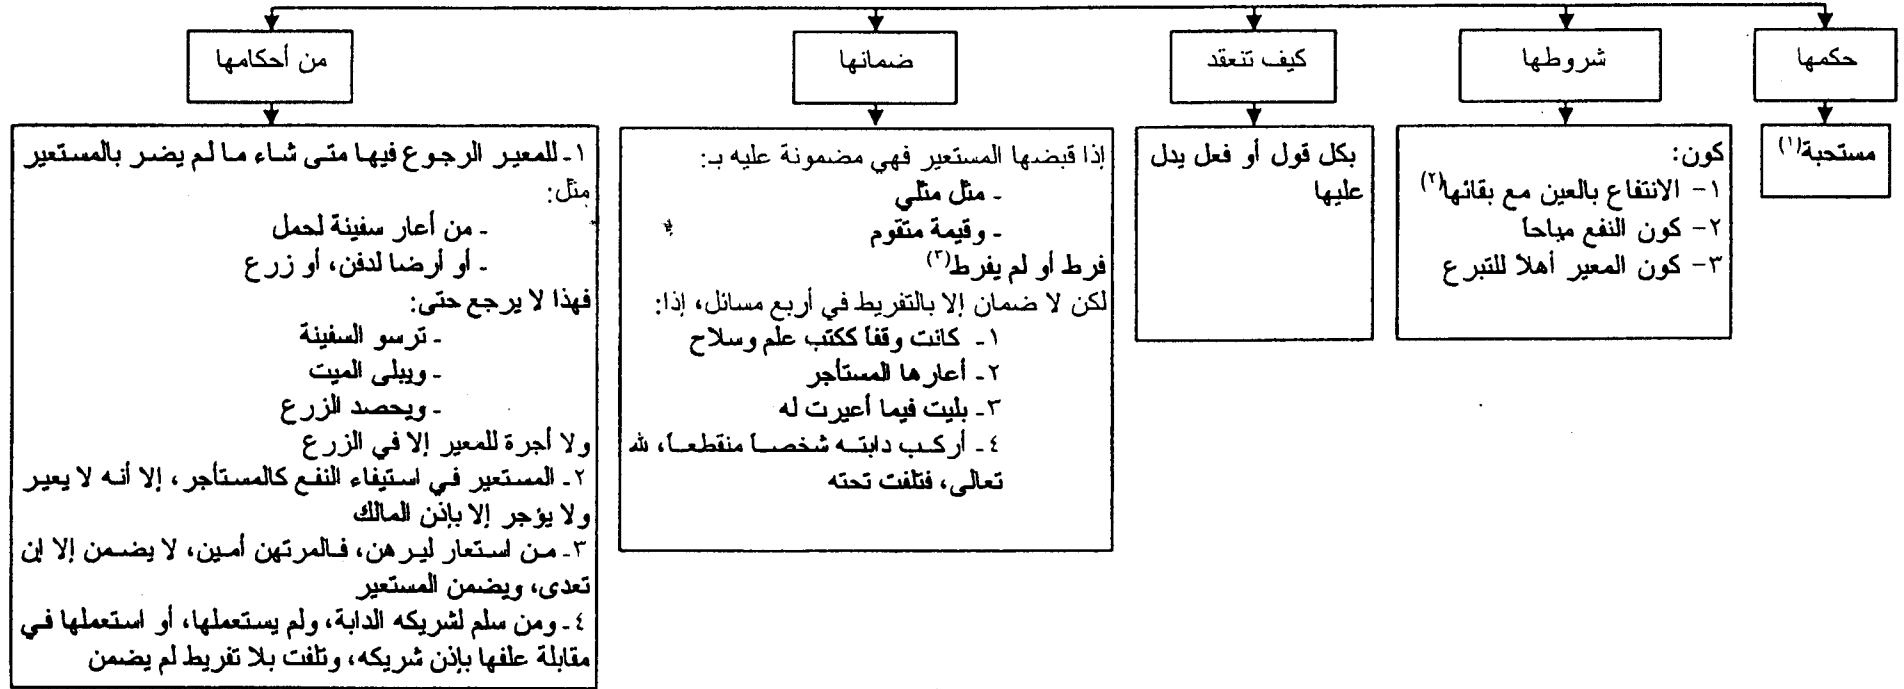 حكمها
مستحبة(١)
شروطها
كون:
١- الانتفاع بالعين مع بقائها(٢)
٢- كون النفع مباحا
٣- كون المعير أهلا للتبرع
كيف تنعقد
بكل قول أو فعل يدل
عليها
ضمانها
إذا قبضها المستعير فهي مضمونة عليه بـ:
- مثل مثلي
- وقيمة متقوم
فرط أو لم يفرط(٣)
لكن لا ضمان إلا بالتفريط في أربع مسائل، إذا:
١- كانت وقفا ككتب علم وسلاح
٢- أعارها المستأجر
٣- بليت فيما أعيرت له
٤- أركب دابته شخصا منقطعا، لله
تعالى، فتلفت تحته
من أحكامها
١- للمعير الرجوع فيها متى شاء ما لم يضر بالمستعير
مثل:
- من أعار سفينة لحمل
- أو أرضا لدفن، أو زرع
فهذا لا يرجع حتى:
- ترسو السفينة
- ويبلى الميت
- ويحصد الزرع
ولا أجرة للمعير إلا في الزرع
٢- المستعير في استيفاء النفع كالمستأجر، إلا أنه لا يعير
ولا يؤجر إلا بإذن المالك
٣- من استعار ليرهن، فالمرتهن أمين، لا يضمن إلا إن
تعدى، ويضمن المستعير
٤- ومن سلم لشريكه الدابة، ولم يستعملها، أو استعملها في
مقابلة علفها بإذن شريكه، وتلفت بلا تفريط لم يضمن